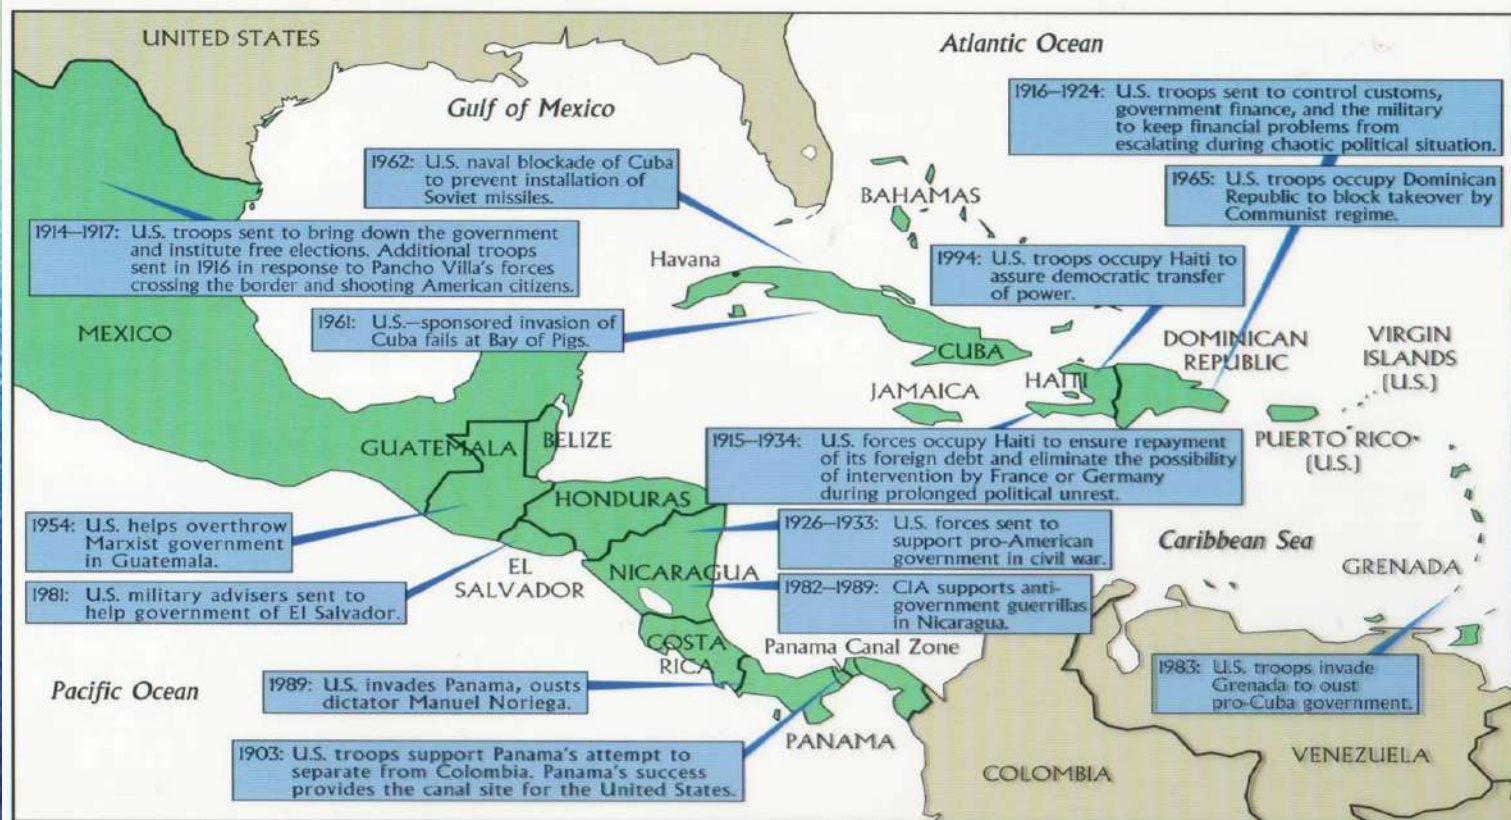 UNITED STATES
Atlantic Ocean
Gulf of Mexico
1916–1924: U.S. troops sent to control customs,
government finance, and the military
to keep financial problems from
escalating during chaotic political situation.
1962: U.S. naval blockade of Cuba
to prevent installation of
Soviet missiles.
BAHAMAS
1965: U.S. troops occupy Dominican
Republic to block takeover by
Communist regime.
1914–1917: U.S. troops sent to bring down the government
and institute free elections. Additional troops
sent in 1916 in response to Pancho Villa's forces
crossing the border and shooting American citizens.
Havana
1994: U.S. troops occupy Haiti to
assure democratic transfer
of power.
MEXICO
1961: U.S.–sponsored invasion of
Cuba fails at Bay of Pigs.
CUBA
DOMINICAN
REPUBLIC
VIRGIN
ISLANDS
(U.S.)
JAMAICA
HAITI
GUATEMALA
BELIZE
1915–1934: U.S. forces occupy Haiti to ensure repayment
of its foreign debt and eliminate the possibility
of intervention by France or Germany
during prolonged political unrest.
PUERTO RICO
(U.S.)
HONDURAS
1954: U.S. helps overthrow
Marxist government
in Guatemala.
1926–1933: U.S. forces sent to
support pro-American
government in civil war.
Caribbean Sea
1981: U.S. military advisers sent to
help government of El Salvador.
EL
SALVADOR
NICARAGUA
1982–1989: CIA supports anti-
government guerrillas
in Nicaragua.
GRENADA
COSTA
RICA
Panama Canal Zone
Pacific Ocean
1989: U.S. invades Panama, ousts
dictator Manuel Noriega.
1983: U.S. troops invade
Grenada to oust
pro-Cuba government.
PANAMA
1903: U.S. troops support Panama's attempt to
separate from Colombia. Panama's success
provides the canal site for the United States.
COLOMBIA
VENEZUELA